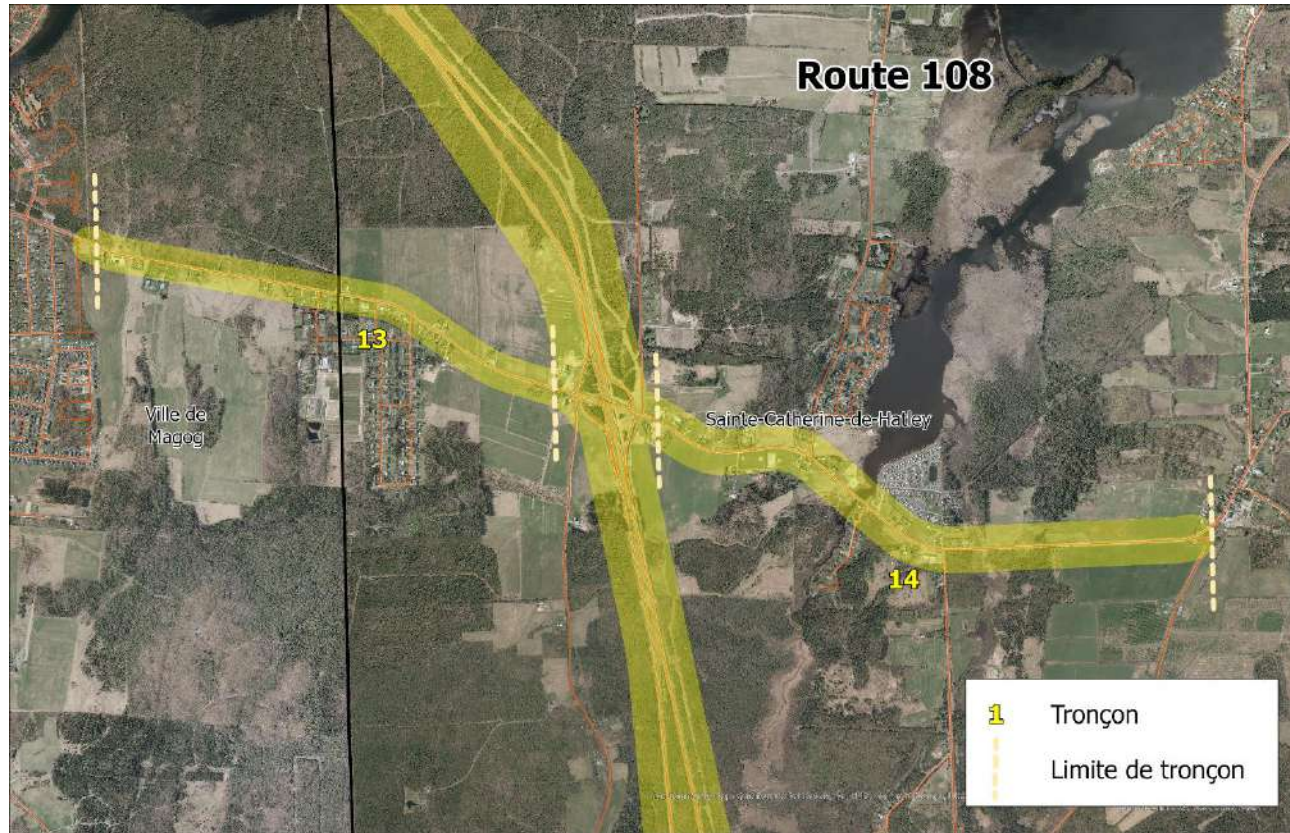 Route 108
13
Ville de
Magog
Sainte-Catherine-de-Hatley
14
1 Tronçon
Limite de tronçon